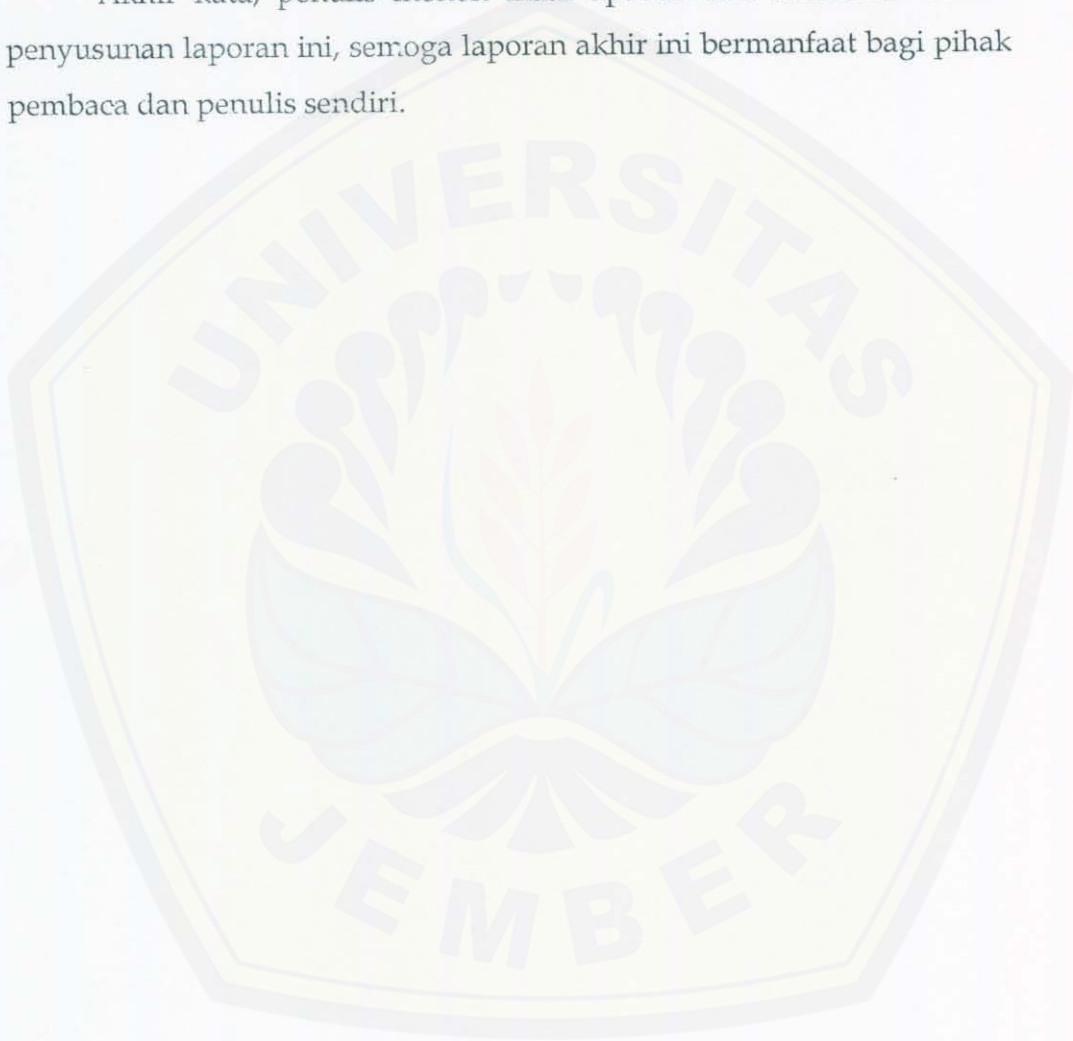 penyusunan laporan ini, semoga laporan akhir ini bermanfaat bagi pihak
pembaca dan penulis sendiri.
UNIVERSITAS
JEMBER